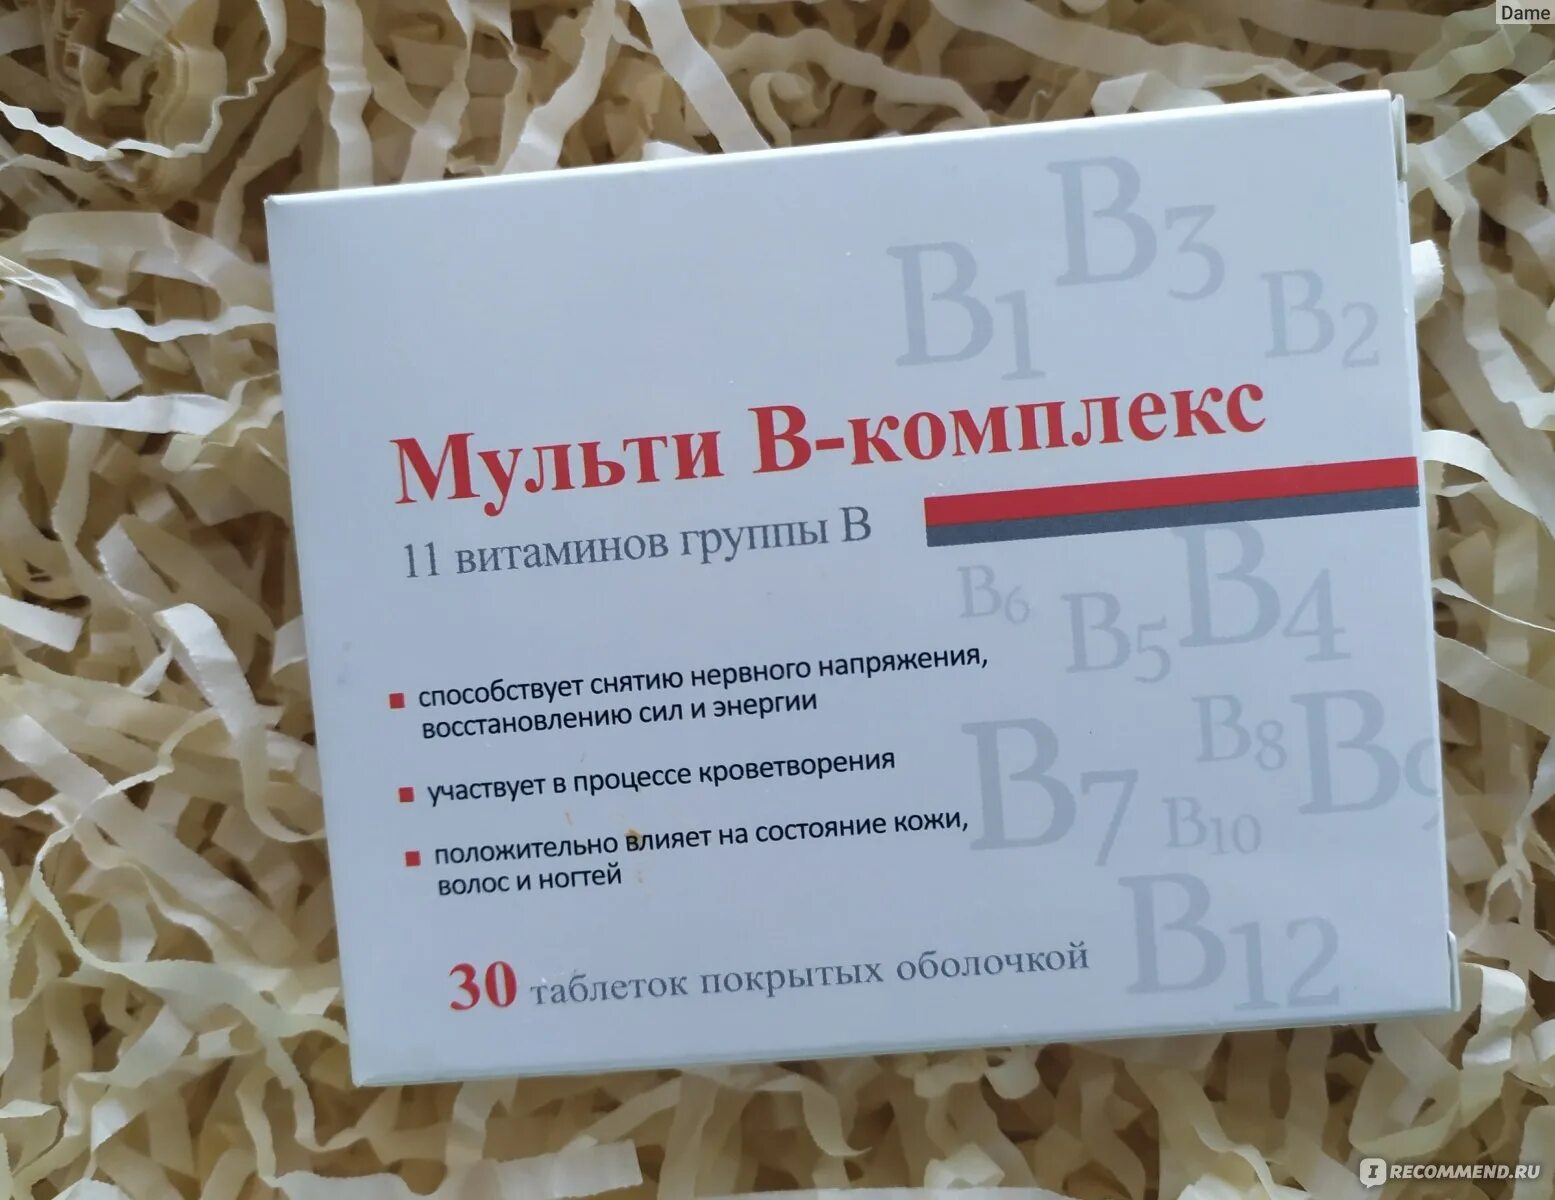 Dame
B3
B1
B2
Мульти В-комплекс
11 витаминов группы В
B6
B5
B4
способствует снятию нервного напряжения,
восстановлению сил и энергии
B7
B8
B9
участвует в процессе кроветворения
B10
положительно влияет на состояние кожи,
волос и ногтей
B12
30 таблеток покрытых оболочкой
IRECOMMEND.RU